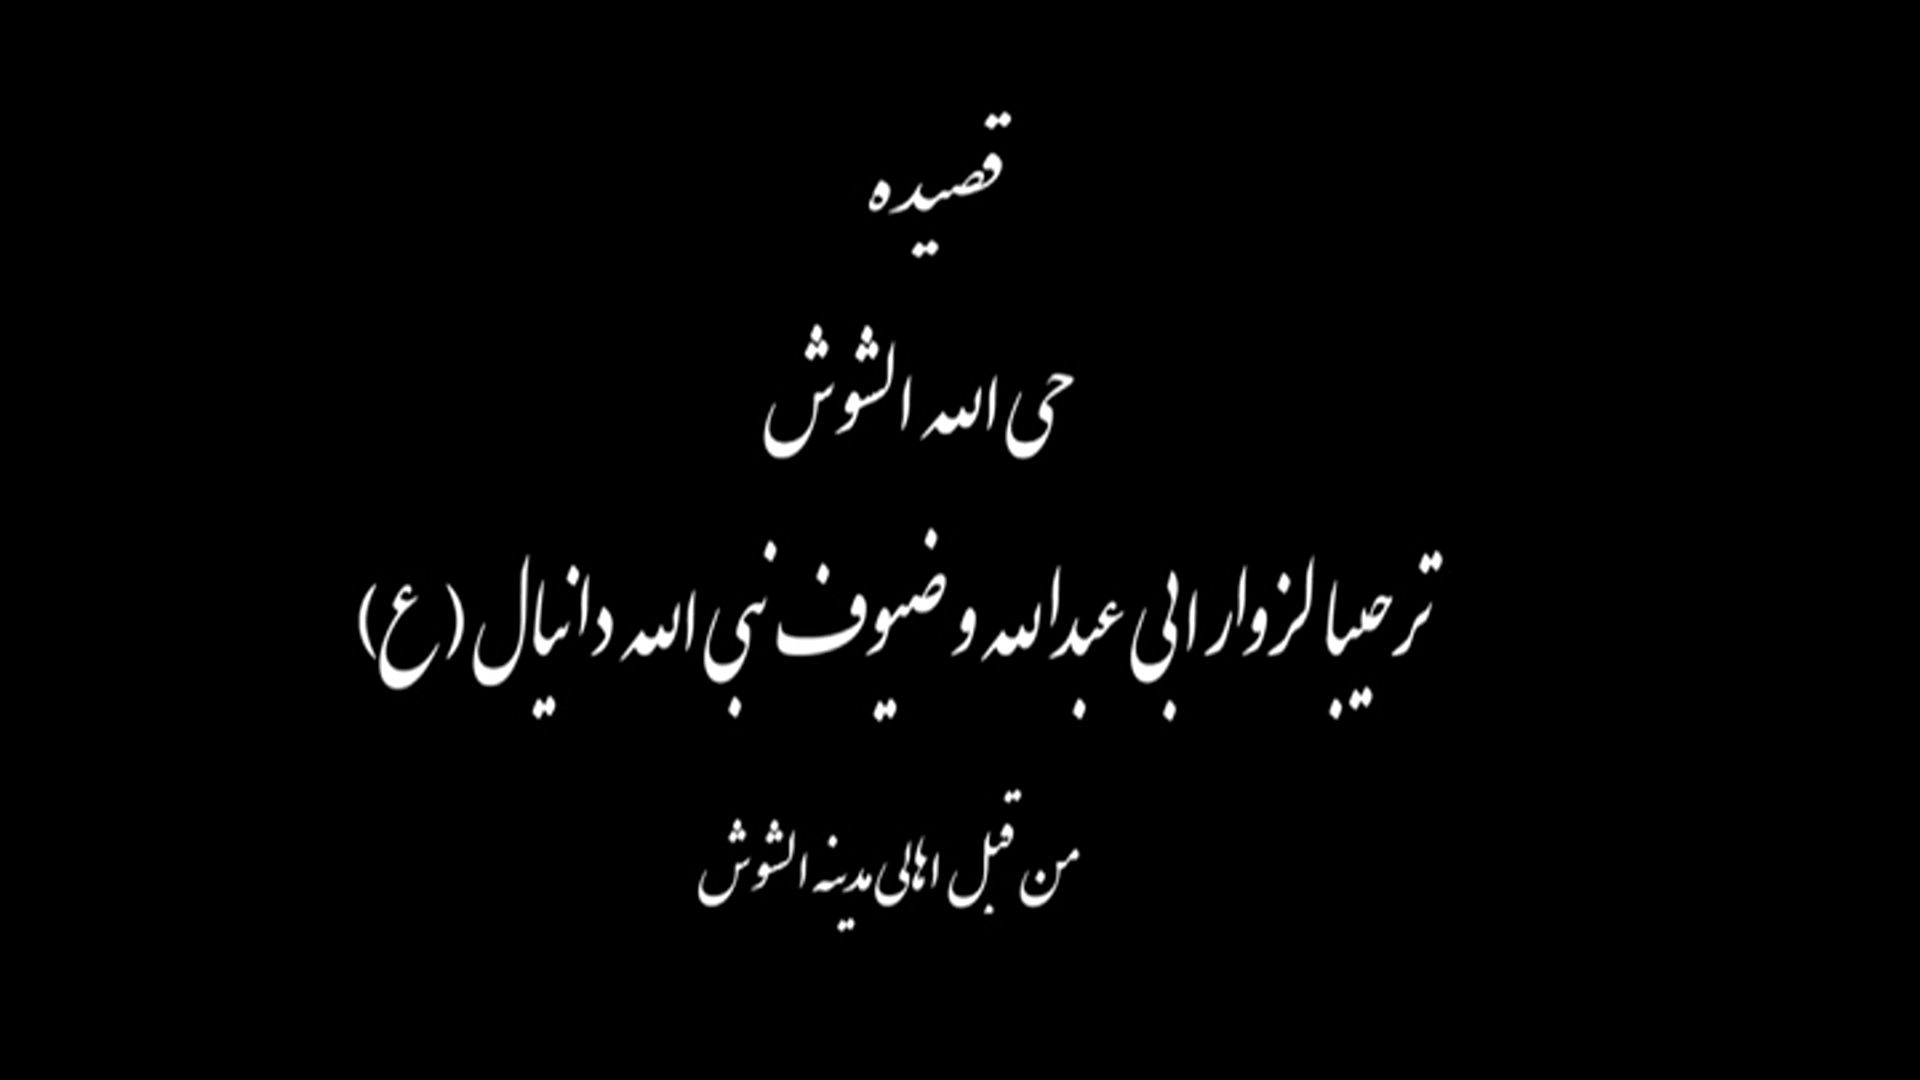 قصیده
حی الله الشوش
ترحیبا لزوار ابی عبدالله و ضیوف نبی الله دانیال (ع)
من قبل اهالی مدینه الشوش